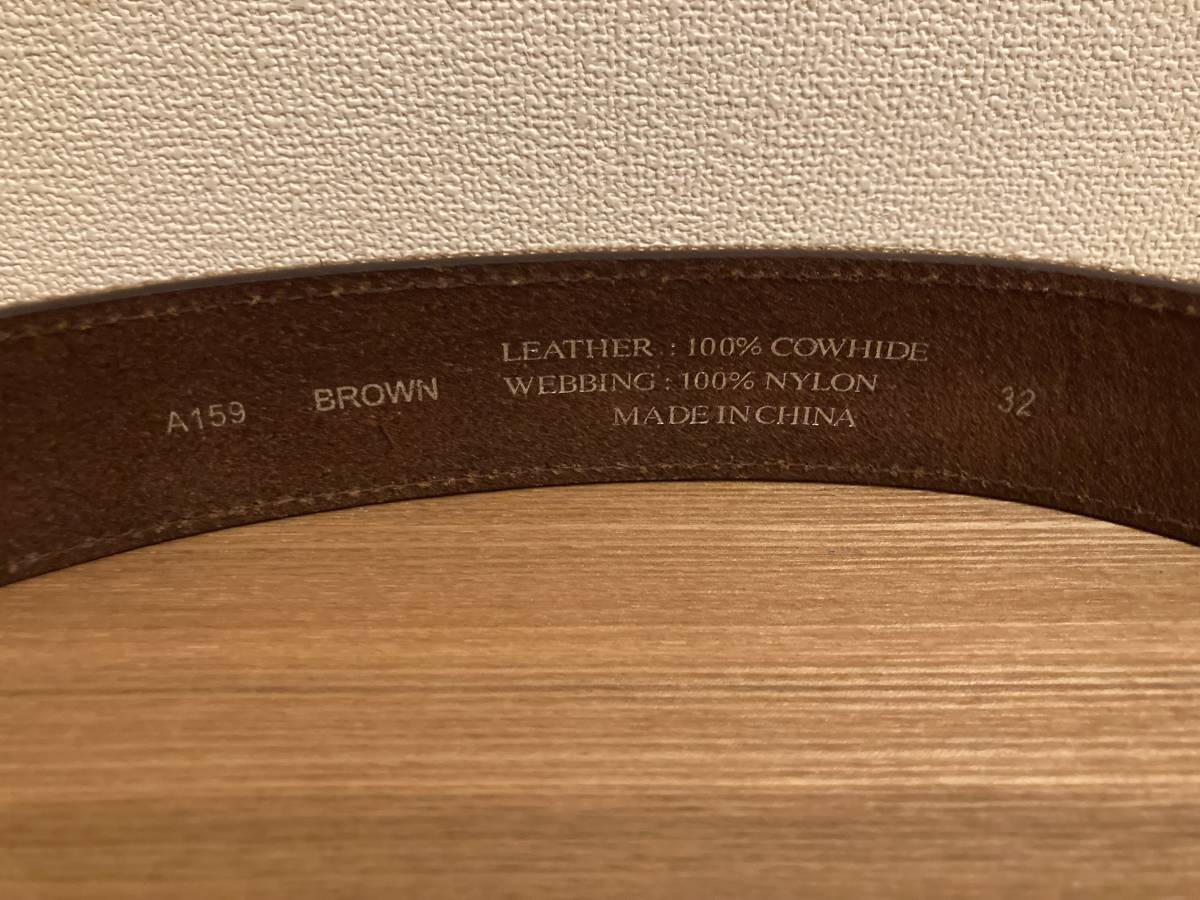 A159 BROWN
LEATHER : 100% COWHIDE
WEBBING : 100% NYLON
MADE IN CHINA
32